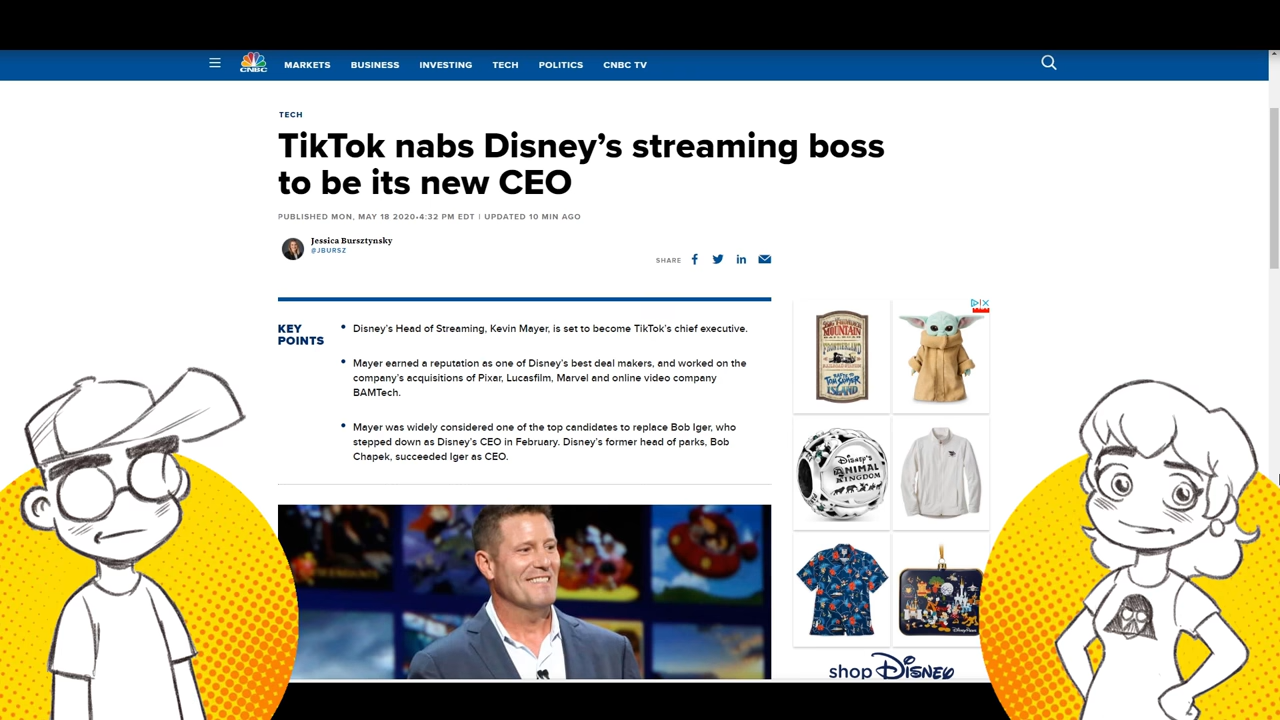 CNBC
MARKETS BUSINESS INVESTING TECH POLITICS CNBC TV
TECH
TikTok nabs Disney’s streaming boss
to be its new CEO
PUBLISHED MON, MAY 18 2020•4:32 PM EDT | UPDATED 10 MIN AGO
Jessica Bursztynsky
@JBURSZ
SHARE
KEY
POINTS
• Disney’s Head of Streaming, Kevin Mayer, is set to become TikTok’s chief executive.
• Mayer earned a reputation as one of Disney’s best deal makers, and worked on the
company’s acquisitions of Pixar, Lucasfilm, Marvel and online video company
BAMTech.
• Mayer was widely considered one of the top candidates to replace Bob Iger, who
stepped down as Disney’s CEO in February. Disney’s former head of parks, Bob
Chapek, succeeded Iger as CEO.
MOUNTAIN
FRONTIERLAND
TOM SAWYER
ISLAND
Disney's
ANIMAL
KINGDOM
shop Disney